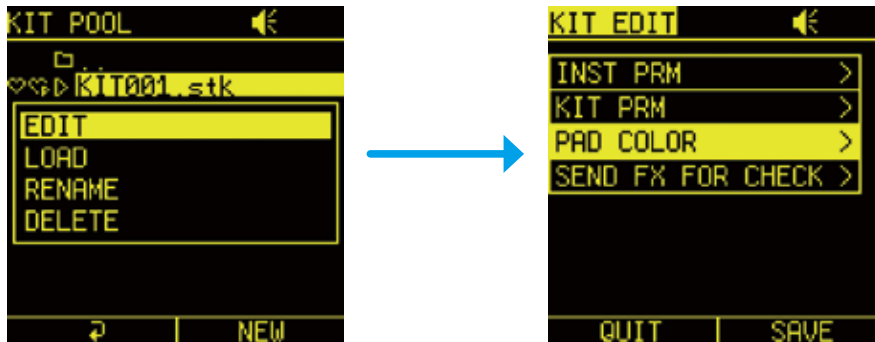 KIT POOL
..
KIT001.stk
EDIT
LOAD
RENAME
DELETE
NEW
KIT EDIT
INST PRM >
KIT PRM >
PAD COLOR >
SEND FX FOR CHECK >
QUIT | SAVE